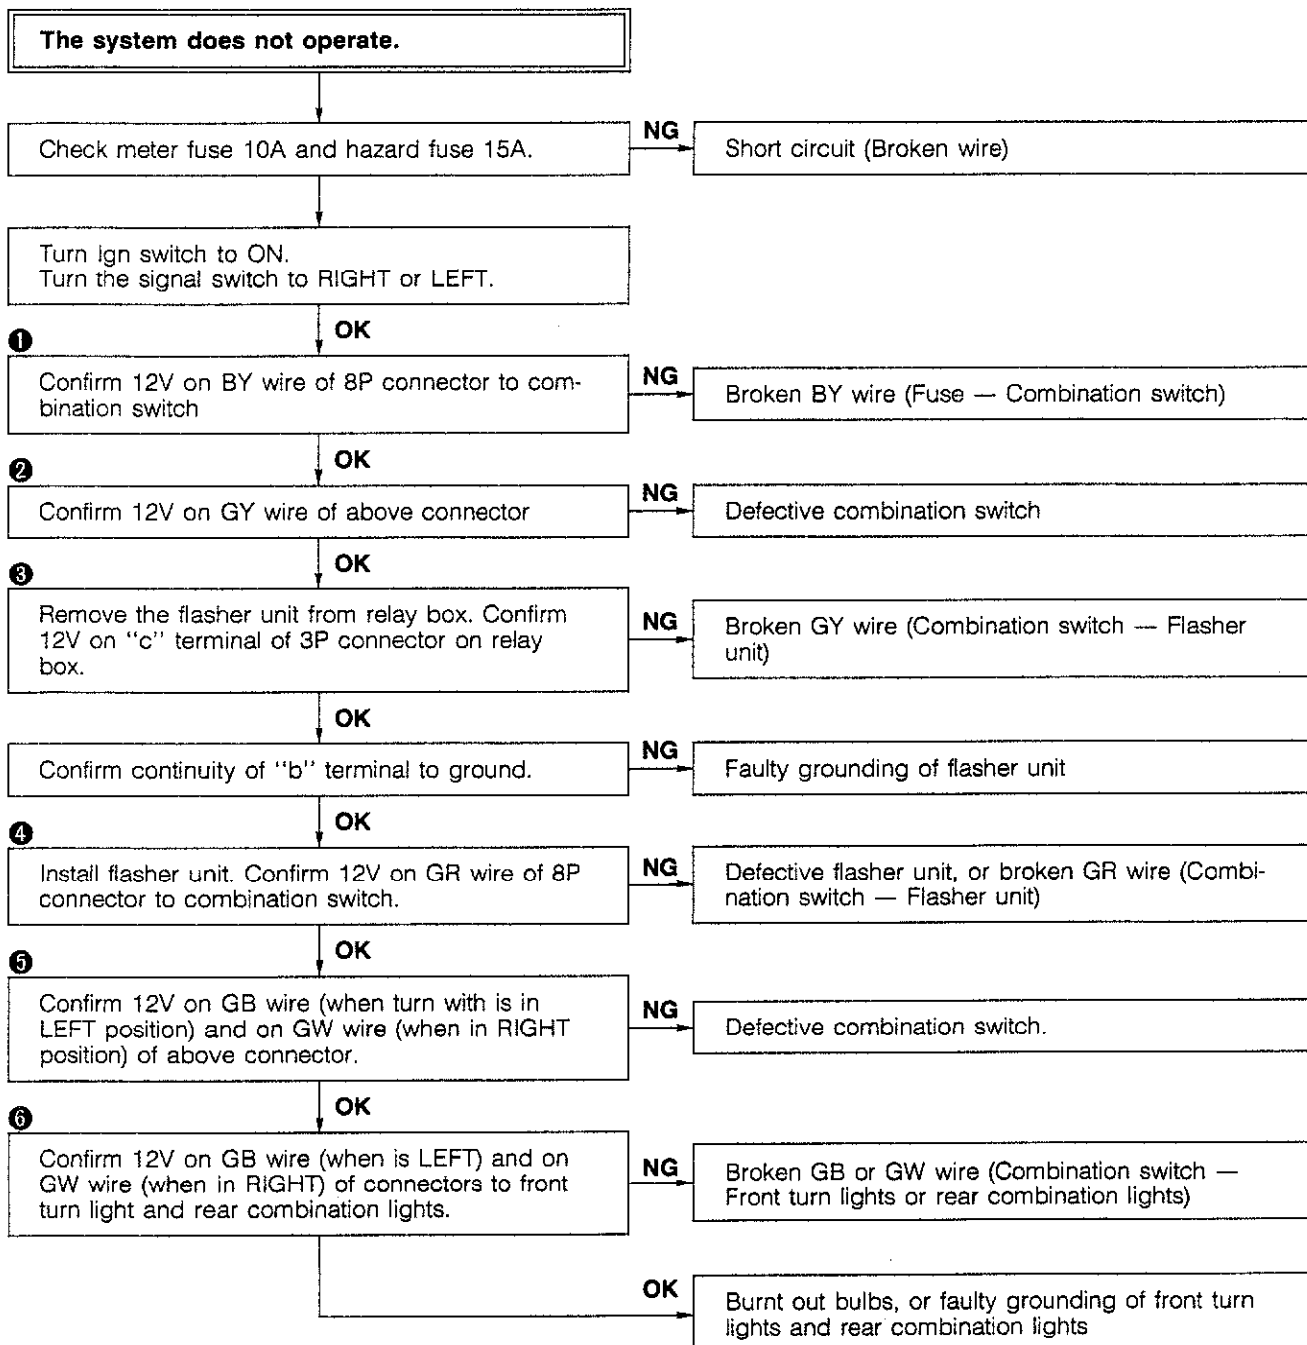 The system does not operate.
Check meter fuse 10A and hazard fuse 15A.
NG
Short circuit (Broken wire)
Turn ign switch to ON.
Turn the signal switch to RIGHT or LEFT.
OK
❶
Confirm 12V on BY wire of 8P connector to com-
bination switch
NG
Broken BY wire (Fuse — Combination switch)
OK
❷
Confirm 12V on GY wire of above connector
NG
Defective combination switch
OK
❸
Remove the flasher unit from relay box. Confirm
12V on "c" terminal of 3P connector on relay
box.
NG
Broken GY wire (Combination switch — Flasher
unit)
OK
Confirm continuity of "b" terminal to ground.
NG
Faulty grounding of flasher unit
OK
❹
Install flasher unit. Confirm 12V on GR wire of 8P
connector to combination switch.
NG
Defective flasher unit, or broken GR wire (Combi-
nation switch — Flasher unit)
OK
❺
Confirm 12V on GB wire (when turn with is in
LEFT position) and on GW wire (when in RIGHT
position) of above connector.
NG
Defective combination switch.
OK
❻
Confirm 12V on GB wire (when is LEFT) and on
GW wire (when in RIGHT) of connectors to front
turn light and rear combination lights.
NG
Broken GB or GW wire (Combination switch —
Front turn lights or rear combination lights)
OK
Burnt out bulbs, or faulty grounding of front turn
lights and rear combination lights